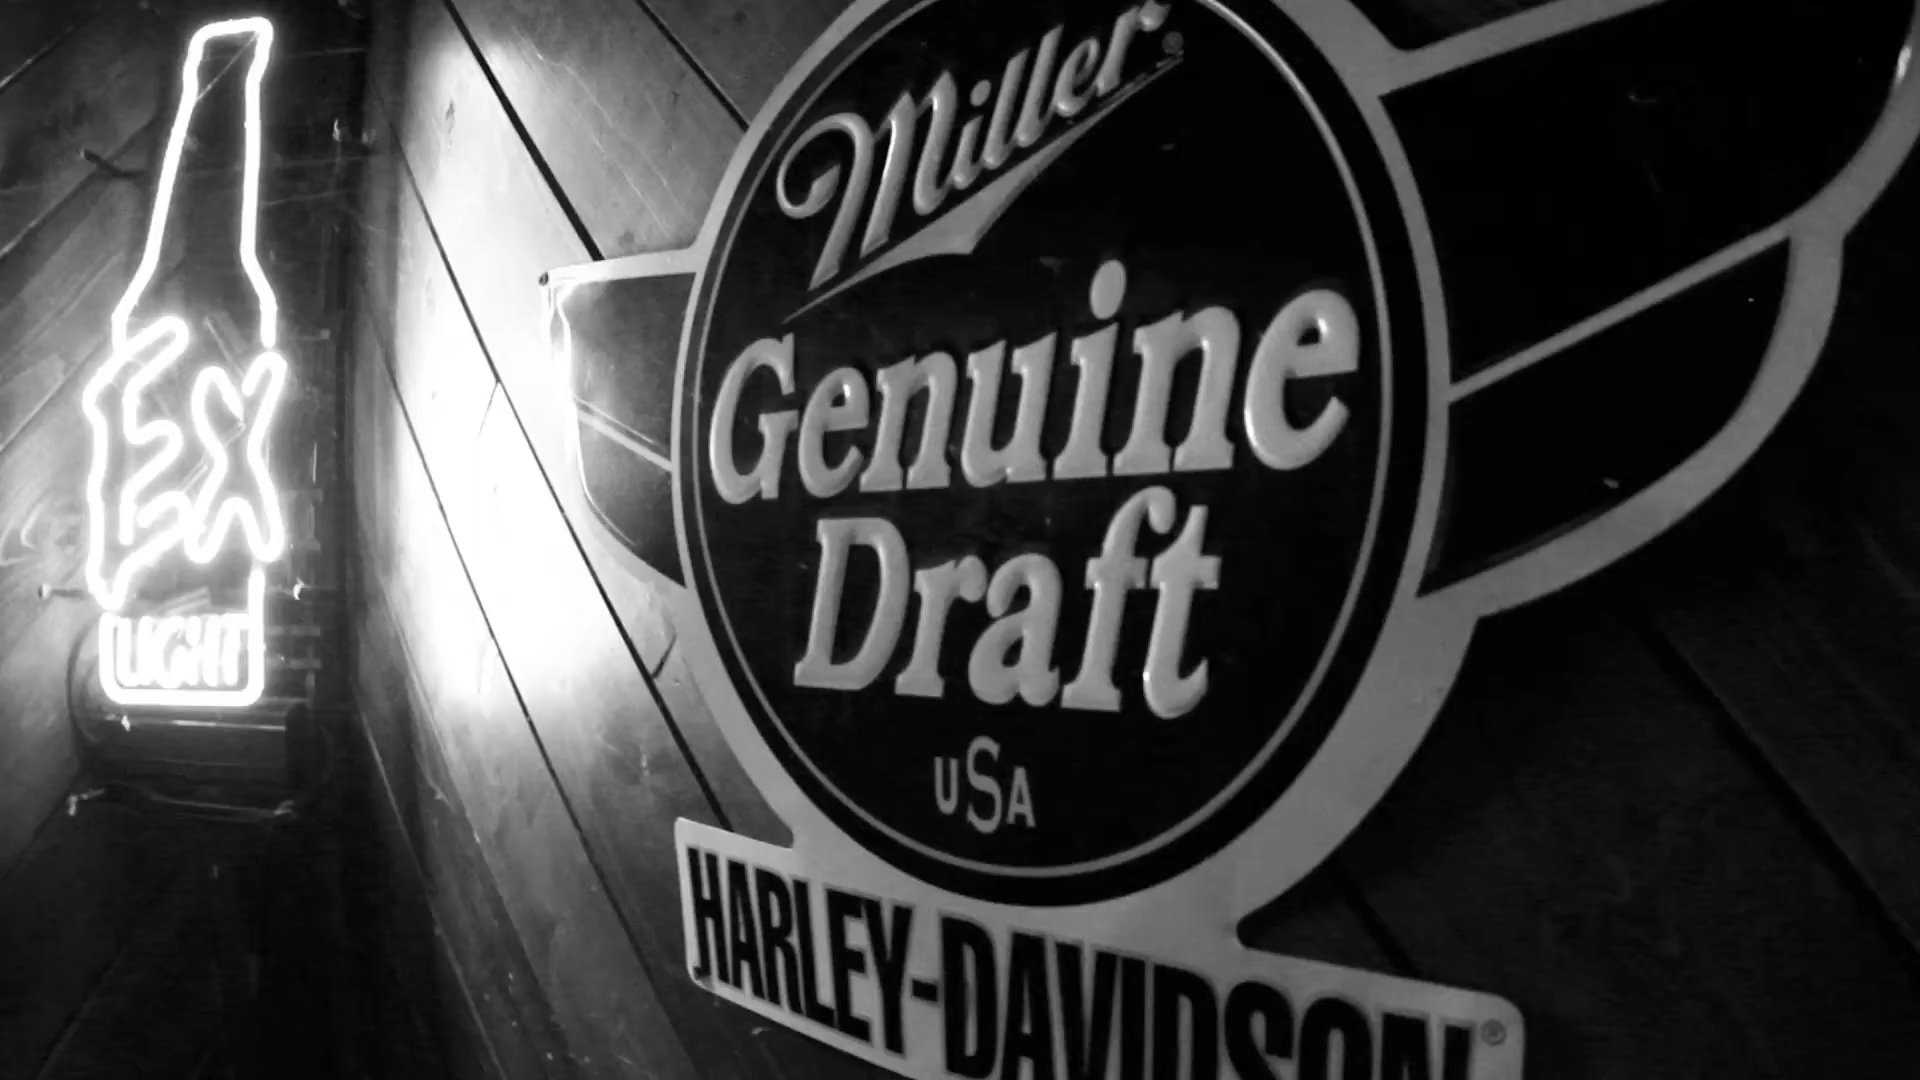 EX
LIGHT
Miller
Genuine
Draft
USA
HARLEY-DAVIDSON